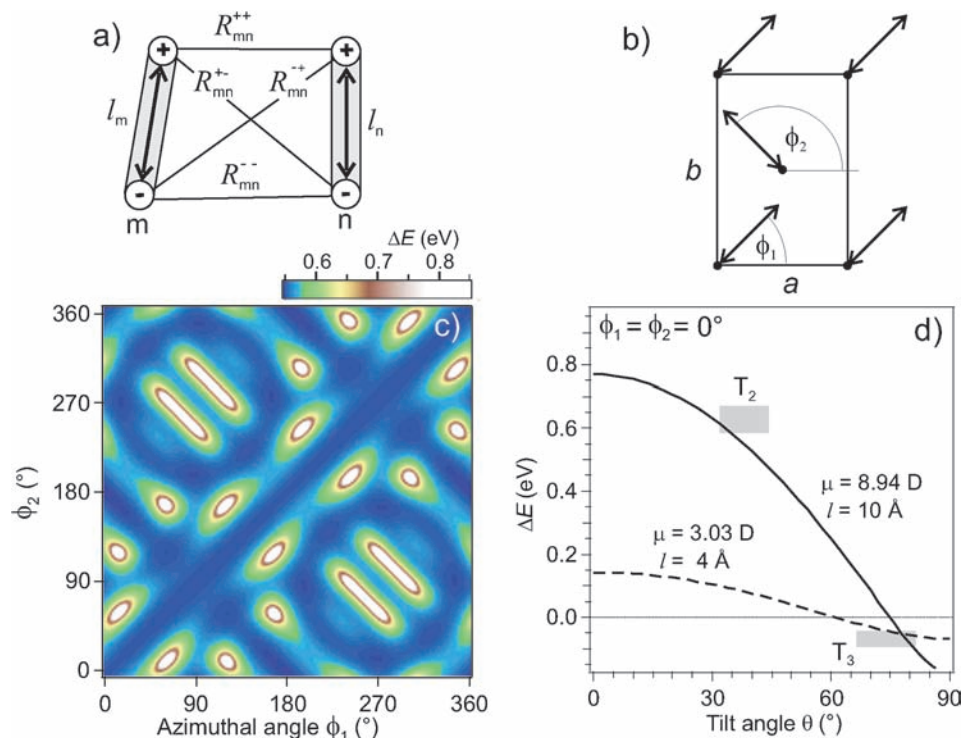 a)
R++mn
R+-mn
R-+mn
lm
ln
R--mn
+
+
-
-
m
n
b)
ϕ2
b
ϕ1
a
ΔE (eV)
0.6 0.7 0.8
c)
360
270
180
90
0
ϕ2 (°)
0 90 180 270 360
Azimuthal angle ϕ1 (°)
d)
ϕ1 = ϕ2 = 0°
T2
μ = 8.94 D
l = 10 Å
μ = 3.03 D
l = 4 Å
T3
0.8
0.6
0.4
0.2
0.0
ΔE (eV)
0 30 60 90
Tilt angle θ (°)